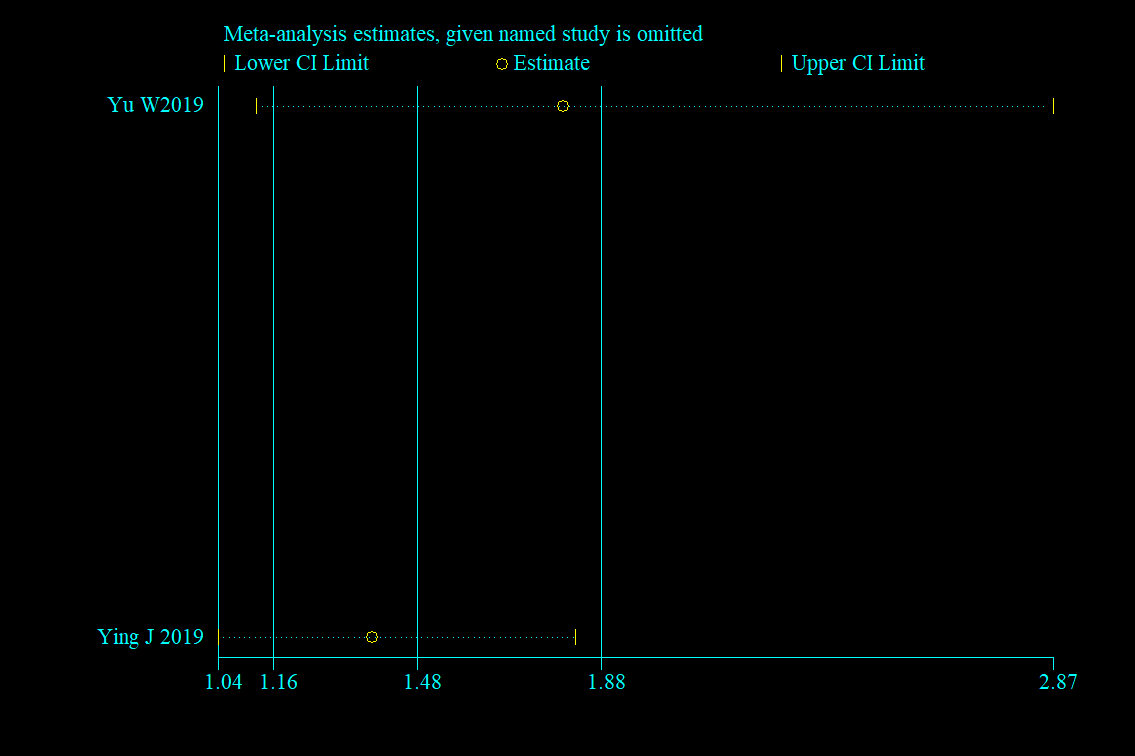 Meta-analysis estimates, given named study is omitted
Lower CI Limit Estimate Upper CI Limit
Yu W2019
Ying J 2019
1.04 1.16 1.48 1.88 2.87